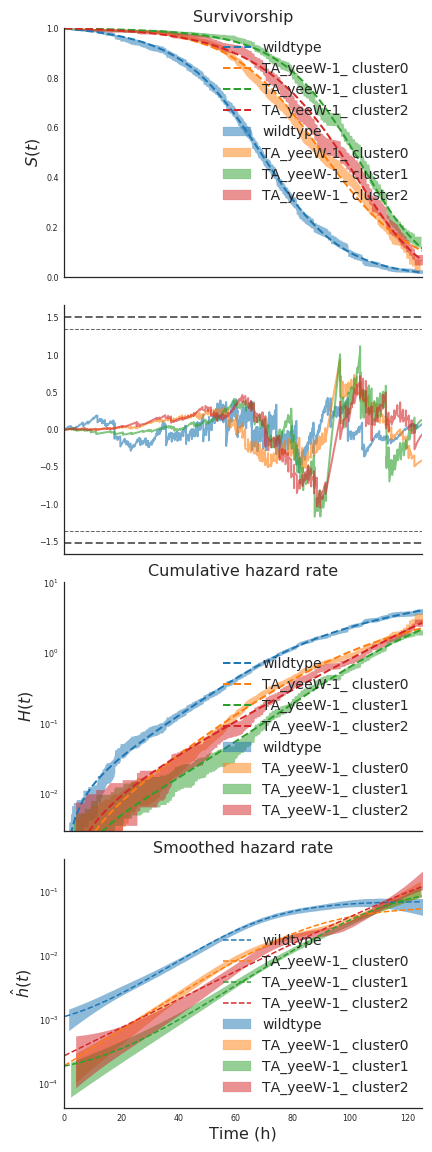 Survivorship
1.0
0.8
0.6
0.4
0.2
0.0
S(t)
wildtype
TA_yeeW-1_ cluster0
TA_yeeW-1_ cluster1
TA_yeeW-1_ cluster2
wildtype
TA_yeeW-1_ cluster0
TA_yeeW-1_ cluster1
TA_yeeW-1_ cluster2
1.5
1.0
0.5
0.0
−0.5
−1.0
−1.5
Cumulative hazard rate
10¹
10⁰
10⁻¹
10⁻²
H(t)
wildtype
TA_yeeW-1_ cluster0
TA_yeeW-1_ cluster1
TA_yeeW-1_ cluster2
wildtype
TA_yeeW-1_ cluster0
TA_yeeW-1_ cluster1
TA_yeeW-1_ cluster2
Smoothed hazard rate
10⁻¹
10⁻²
10⁻³
10⁻⁴
ĥ(t)
wildtype
TA_yeeW-1_ cluster0
TA_yeeW-1_ cluster1
TA_yeeW-1_ cluster2
wildtype
TA_yeeW-1_ cluster0
TA_yeeW-1_ cluster1
TA_yeeW-1_ cluster2
0 20 40 60 80 100 120
Time (h)